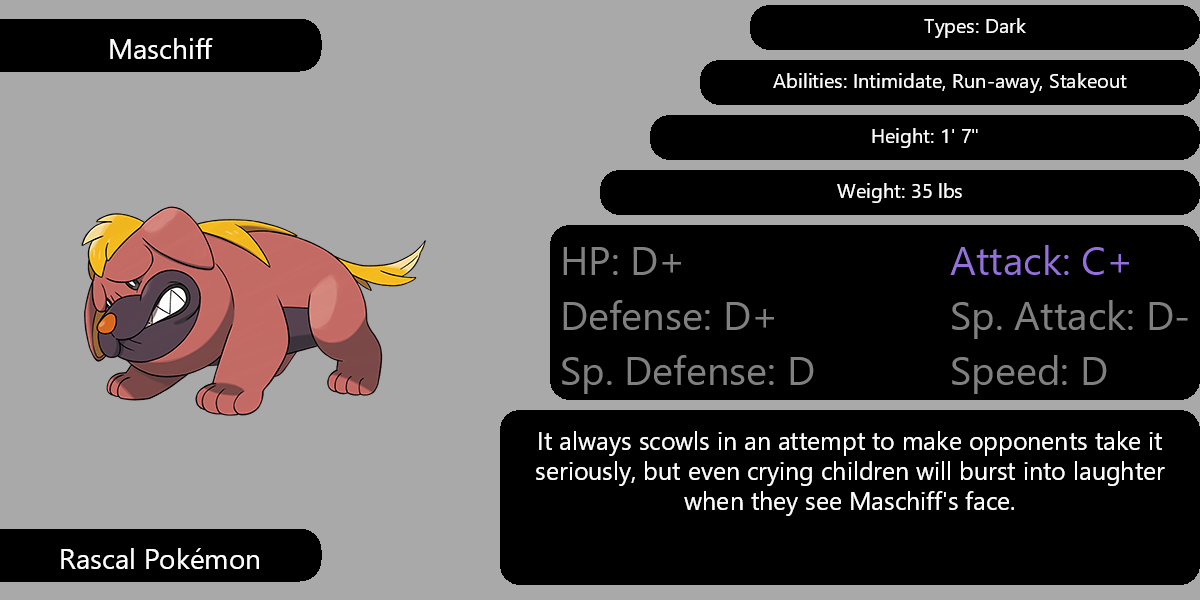 Maschiff
Types: Dark
Abilities: Intimidate, Run-away, Stakeout
Height: 1' 7"
Weight: 35 lbs
HP: D+
Attack: C+
Defense: D+
Sp. Attack: D-
Sp. Defense: D
Speed: D
It always scowls in an attempt to make opponents take it
seriously, but even crying children will burst into laughter
when they see Maschiff's face.
Rascal Pokémon